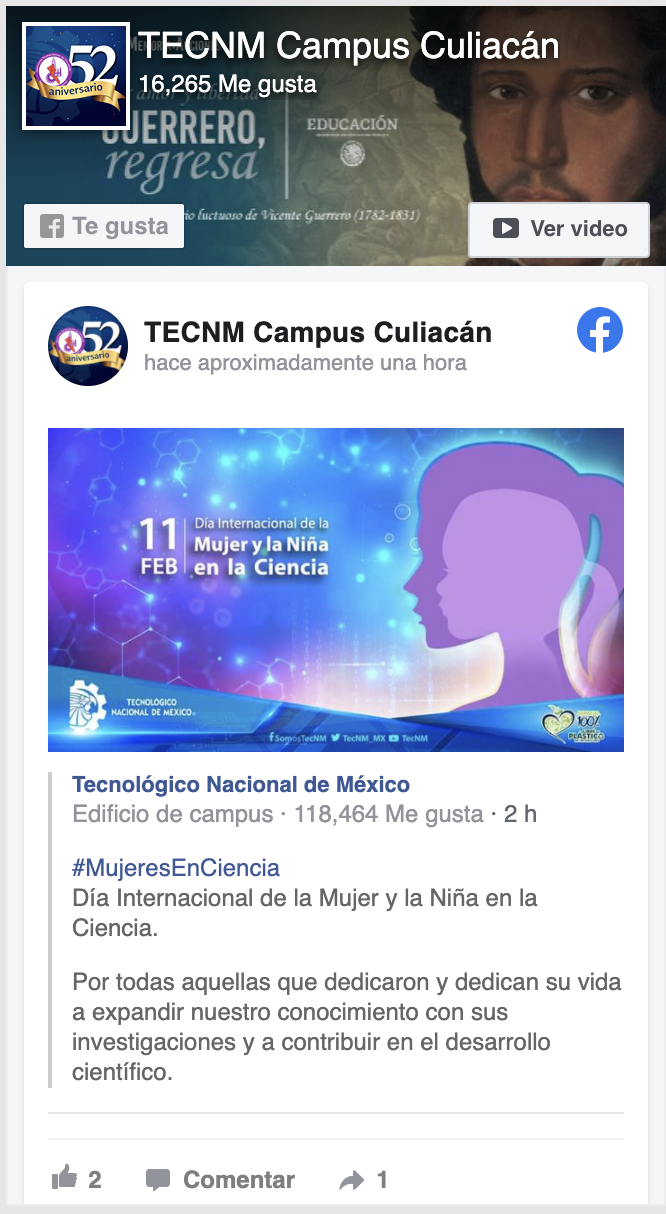 52
aniversario
TECNM Campus Culiacán
16,265 Me gusta
GUERRERO,
regresa
EDUCACIÓN
luctuoso de Vicente Guerrero (1782-1831)
Te gusta
Ver video
52
aniversario
TECNM Campus Culiacán
hace aproximadamente una hora
11
FEB
Día Internacional de la
Mujer y la Niña
en la Ciencia
TECNOLÓGICO
NACIONAL DE MÉXICO
SomosTecNM TecNM_MX TecNM
100%
PLÁSTICO
Tecnológico Nacional de México
Edificio de campus · 118,464 Me gusta · 2 h
#MujeresEnCiencia
Día Internacional de la Mujer y la Niña en la
Ciencia.
Por todas aquellas que dedicaron y dedican su vida
a expandir nuestro conocimiento con sus
investigaciones y a contribuir en el desarrollo
científico.
2
Comentar
1